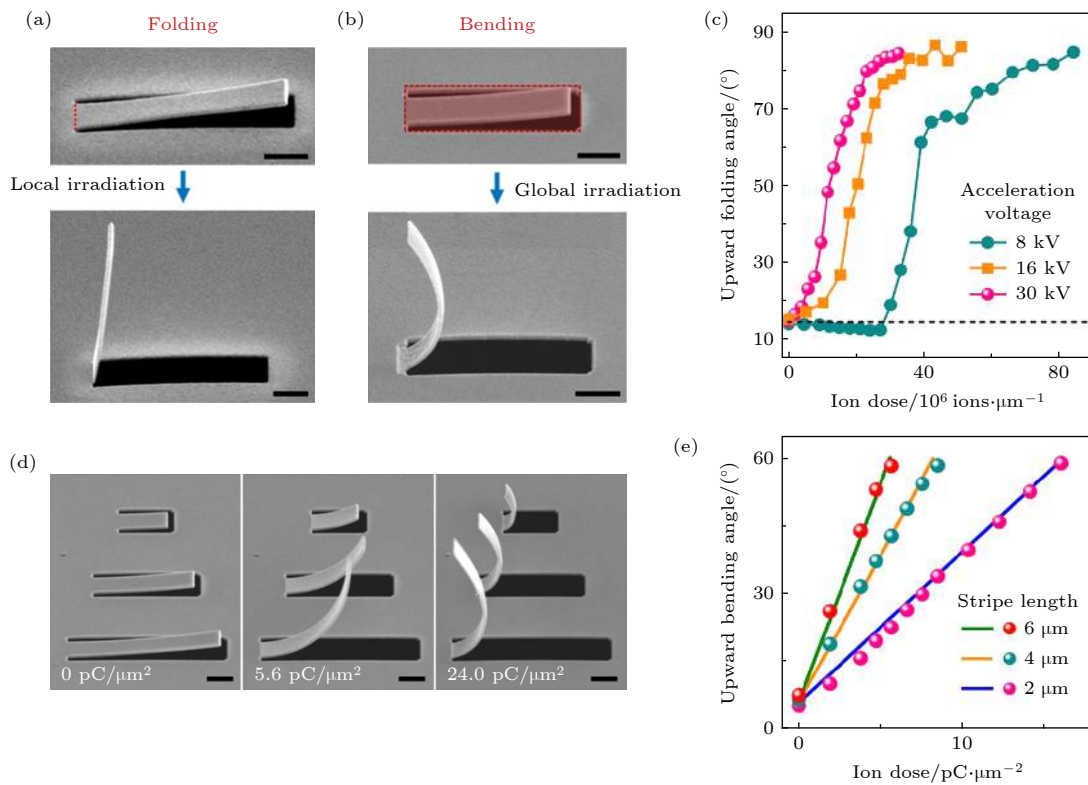 (a)
Folding
Local irradiation
(b)
Bending
Global irradiation
(c)
Upward folding angle/(°)
90
70
50
30
10
Acceleration
voltage
8 kV
16 kV
30 kV
0
40
80
Ion dose/10⁶ ions·μm⁻¹
(d)
0 pC/μm²
5.6 pC/μm²
24.0 pC/μm²
(e)
Upward bending angle/(°)
60
30
0
Stripe length
6 μm
4 μm
2 μm
0
10
Ion dose/pC·μm⁻²